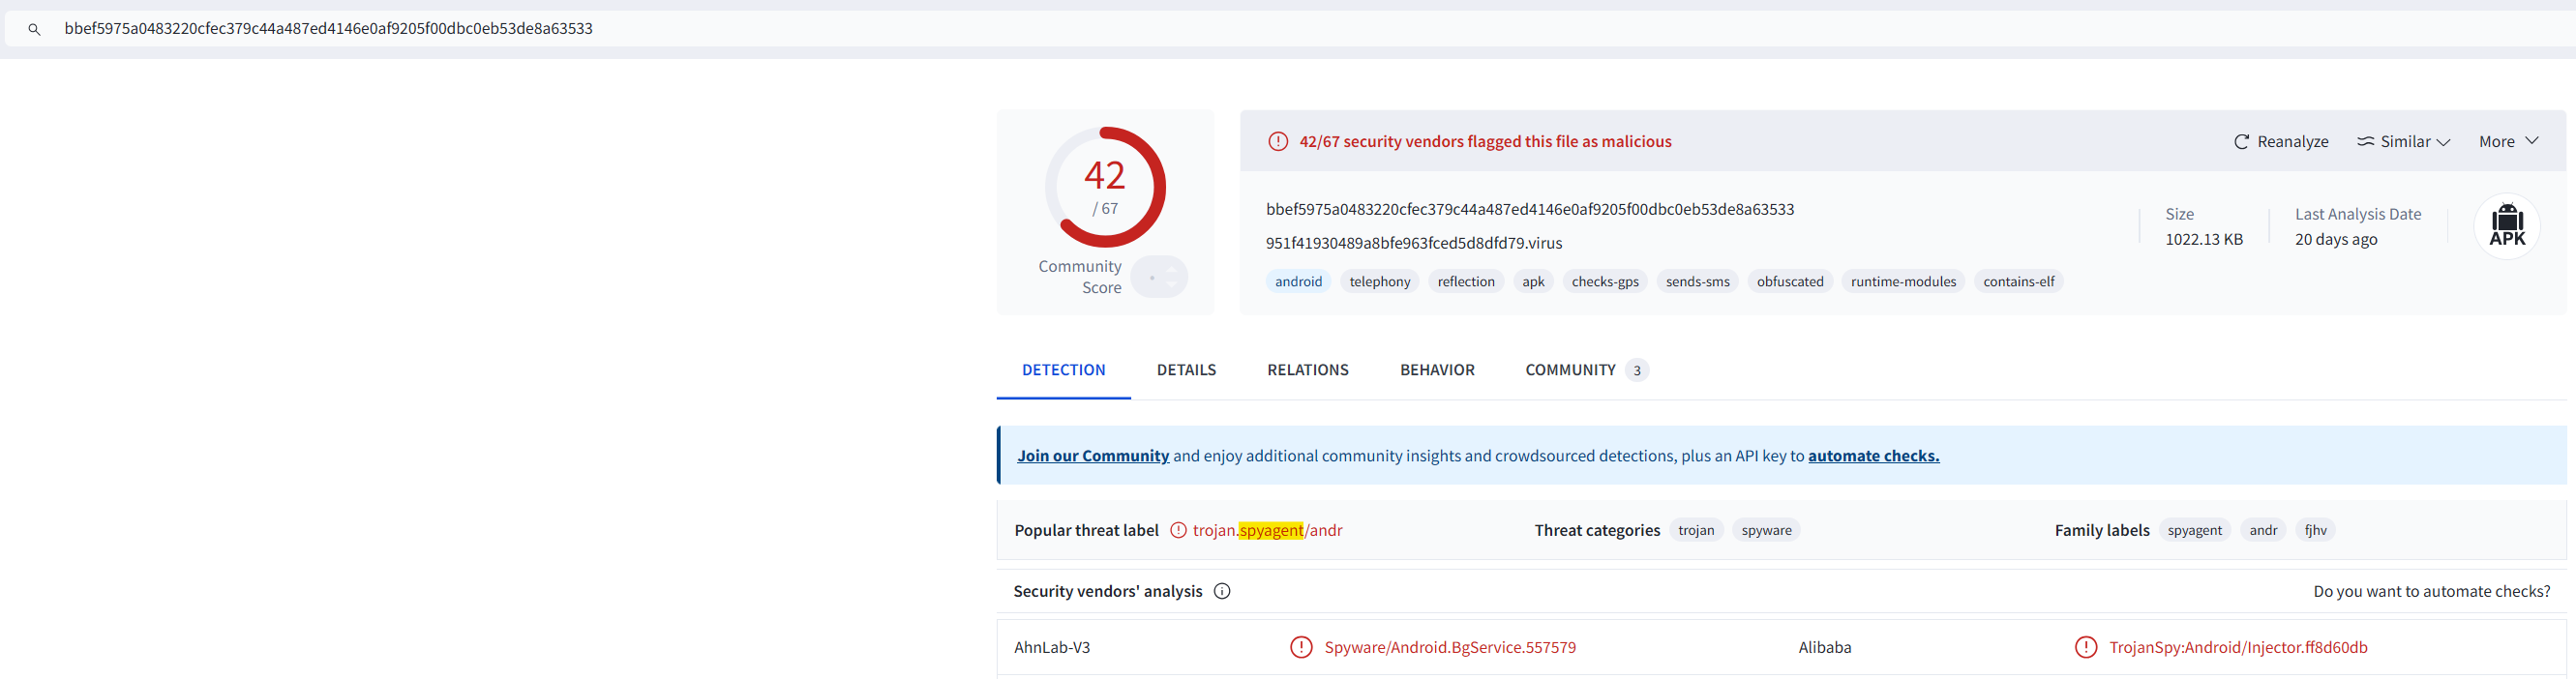 bbef5975a0483220cfec379c44a487ed4146e0af9205f00dbc0eb53de8a63533
42
/ 67
Community
Score
42/67 security vendors flagged this file as malicious
Reanalyze
Similar
More
bbef5975a0483220cfec379c44a487ed4146e0af9205f00dbc0eb53de8a63533
951f41930489a8bfe963fced5d8dfd79.virus
android telephony reflection apk checks-gps sends-sms obfuscated runtime-modules contains-elf
Size
1022.13 KB
Last Analysis Date
20 days ago
APK
DETECTION DETAILS RELATIONS BEHAVIOR COMMUNITY 3
Join our Community and enjoy additional community insights and crowdsourced detections, plus an API key to automate checks.
Popular threat label trojan.spyagent/andr Threat categories trojan spyware Family labels spyagent andr fjhv
Security vendors' analysis Do you want to automate checks?
AhnLab-V3 Spyware/Android.BgService.557579 Alibaba TrojanSpy:Android/Injector.ff8d60db